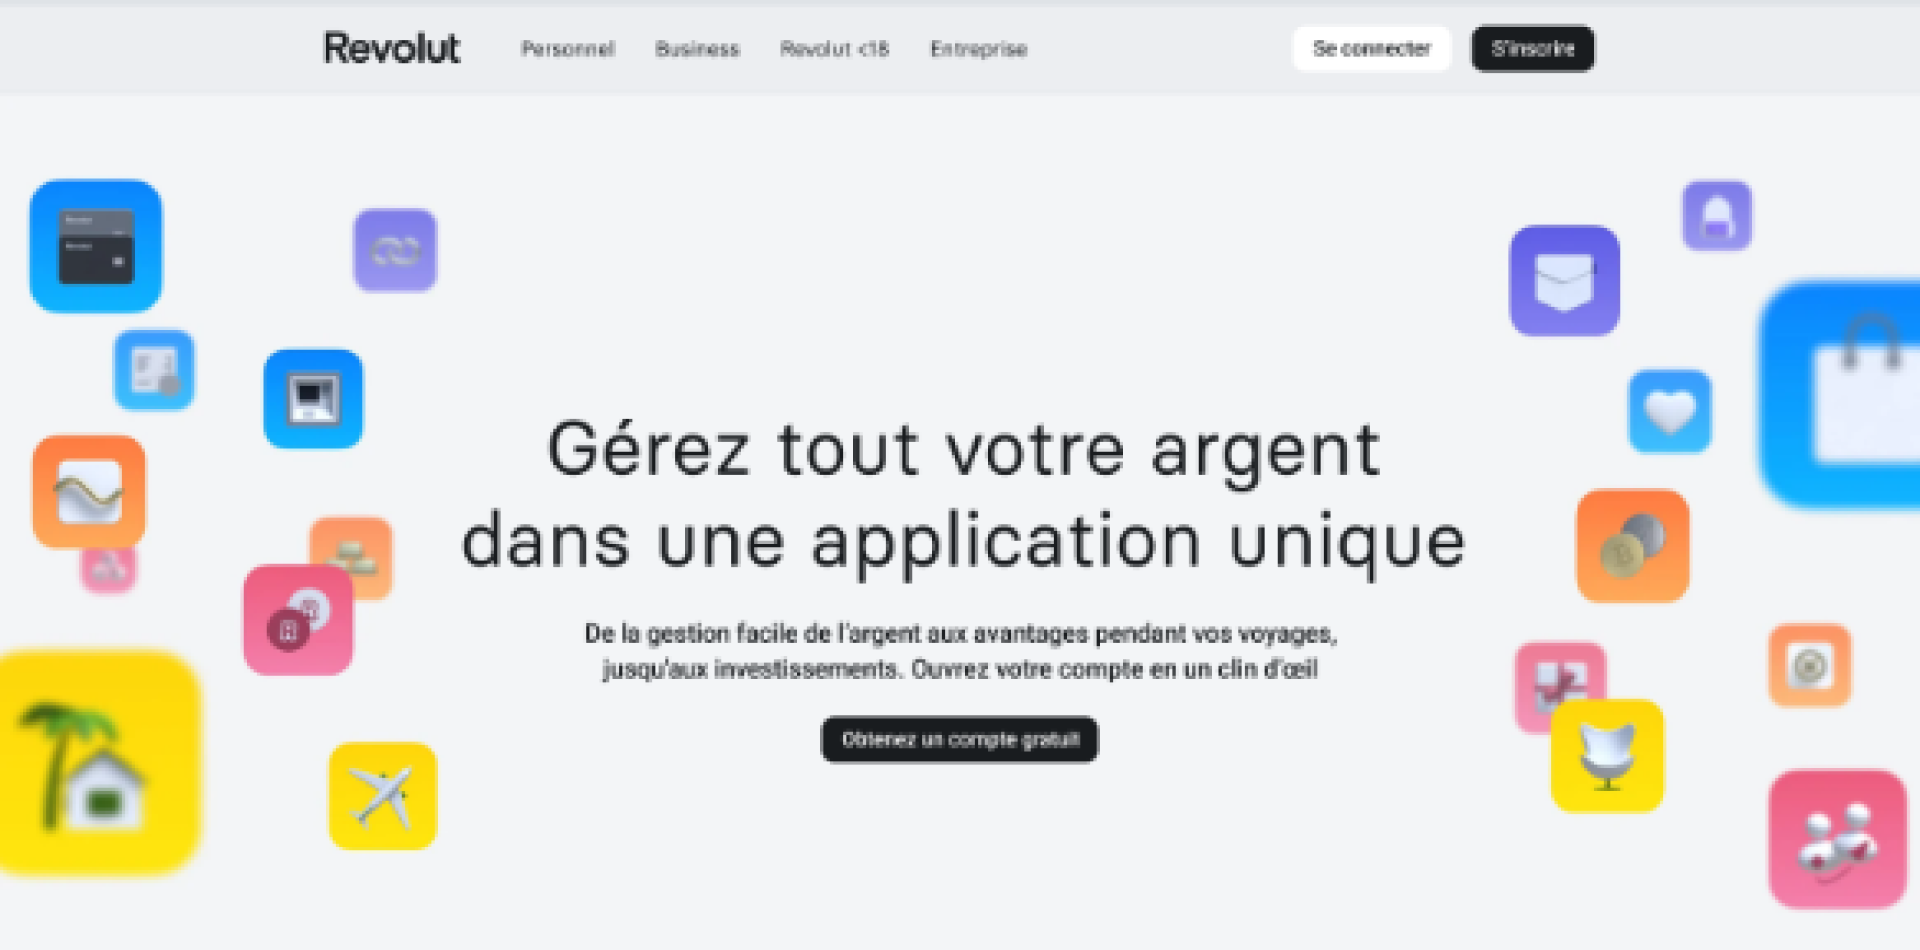 Revolut
Personnel
Business
Revolut <18
Entreprise
Se connecter
S'inscrire
Gérez tout votre argent
dans une application unique
De la gestion facile de l'argent aux avantages pendant vos voyages,
jusqu'aux investissements. Ouvrez votre compte en un clin d'œil
Obtenez un compte gratuit